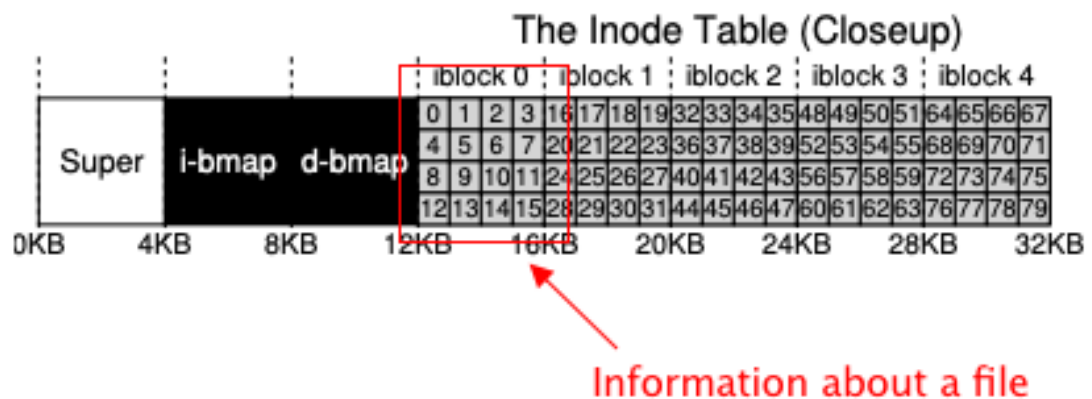 The Inode Table (Closeup)
iblock 0 iblock 1 iblock 2 iblock 3 iblock 4
0 1 2 3 16 17 18 19 32 33 34 35 48 49 50 51 64 65 66 67
Super i-bmap d-bmap 4 5 6 7 20 21 22 23 36 37 38 39 52 53 54 55 68 69 70 71
8 9 10 11 24 25 26 27 40 41 42 43 56 57 58 59 72 73 74 75
12 13 14 15 28 29 30 31 44 45 46 47 60 61 62 63 76 77 78 79
0KB 4KB 8KB 12KB 16KB 20KB 24KB 28KB 32KB
Information about a file